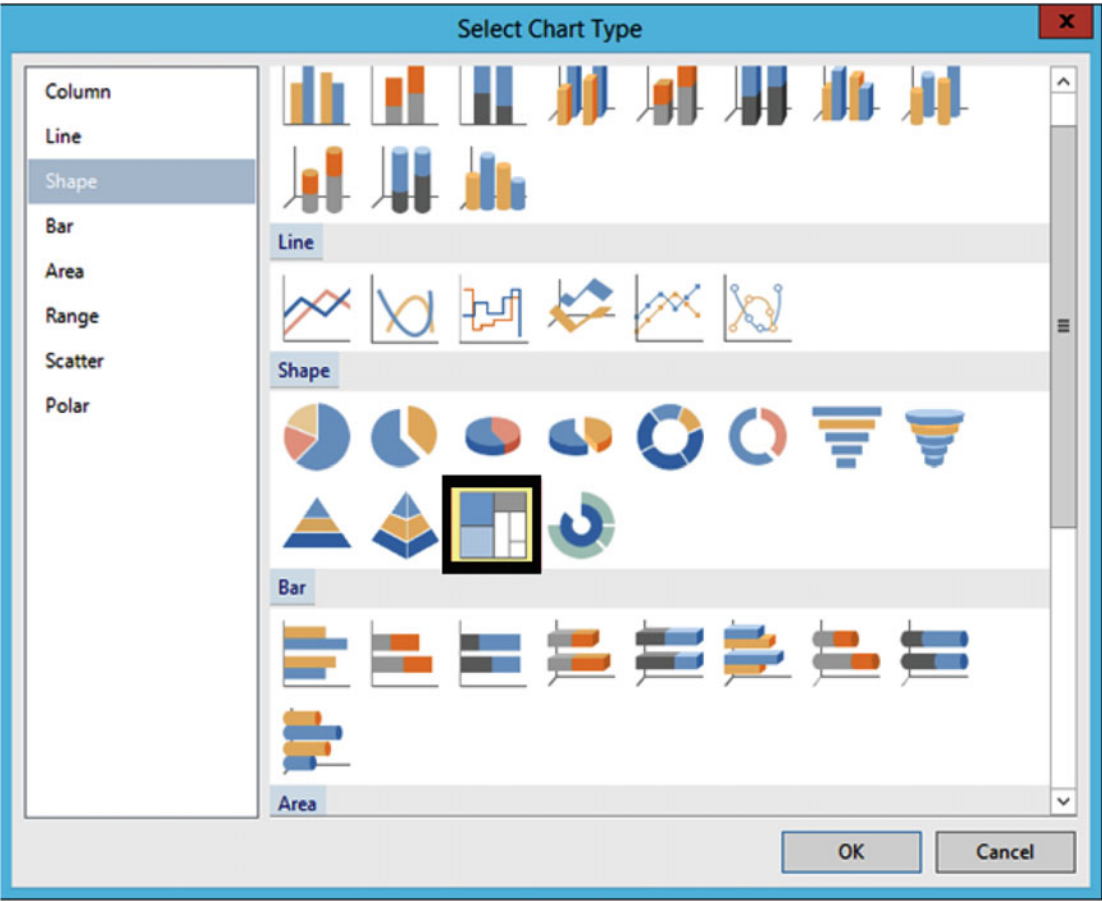 Select Chart Type
x
Column
Line
Shape
Bar
Area
Range
Scatter
Polar
Line
Shape
Bar
Area
OK
Cancel